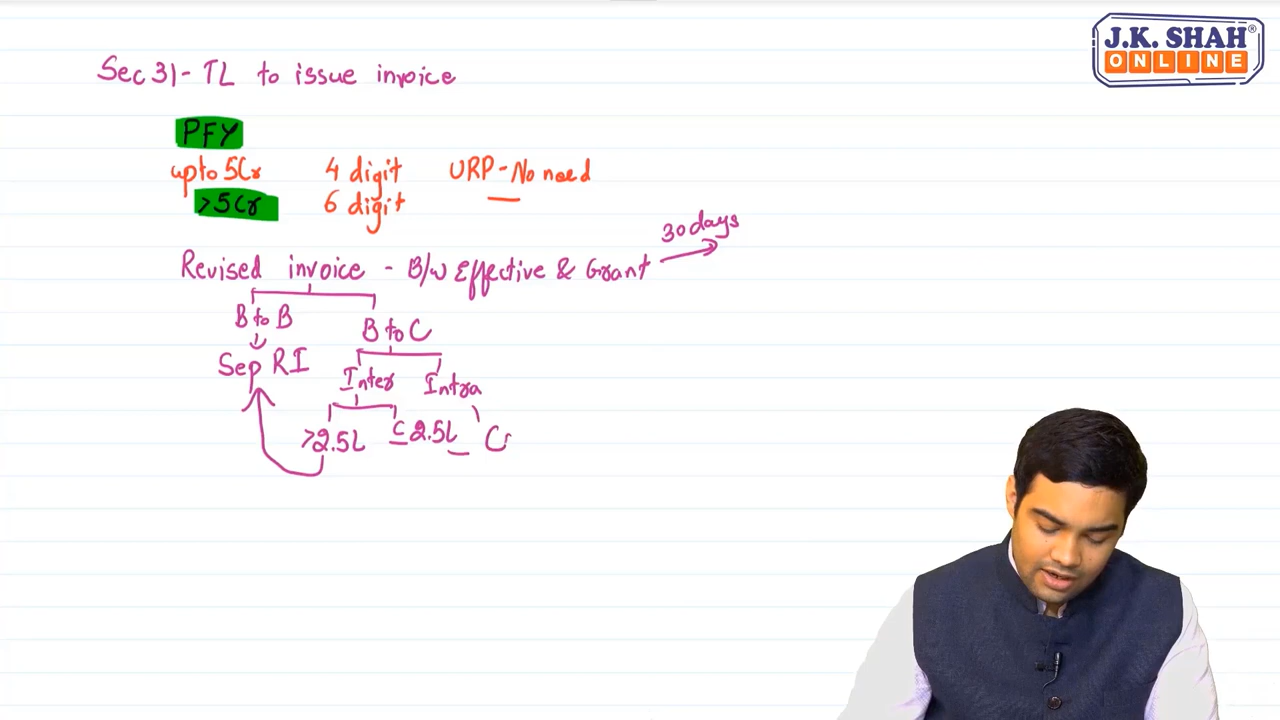 J.K. SHAH®
ONLINE
Sec 31 - TL to issue invoice
PFY
upto 5Cr 4 digit URP - No need
>5Cr 6 digit
30 days
Revised invoice - B/w Effective & Grant
B to B B to C
Sep RI
Inter Intra
>2.5L ≤ 2.5L C